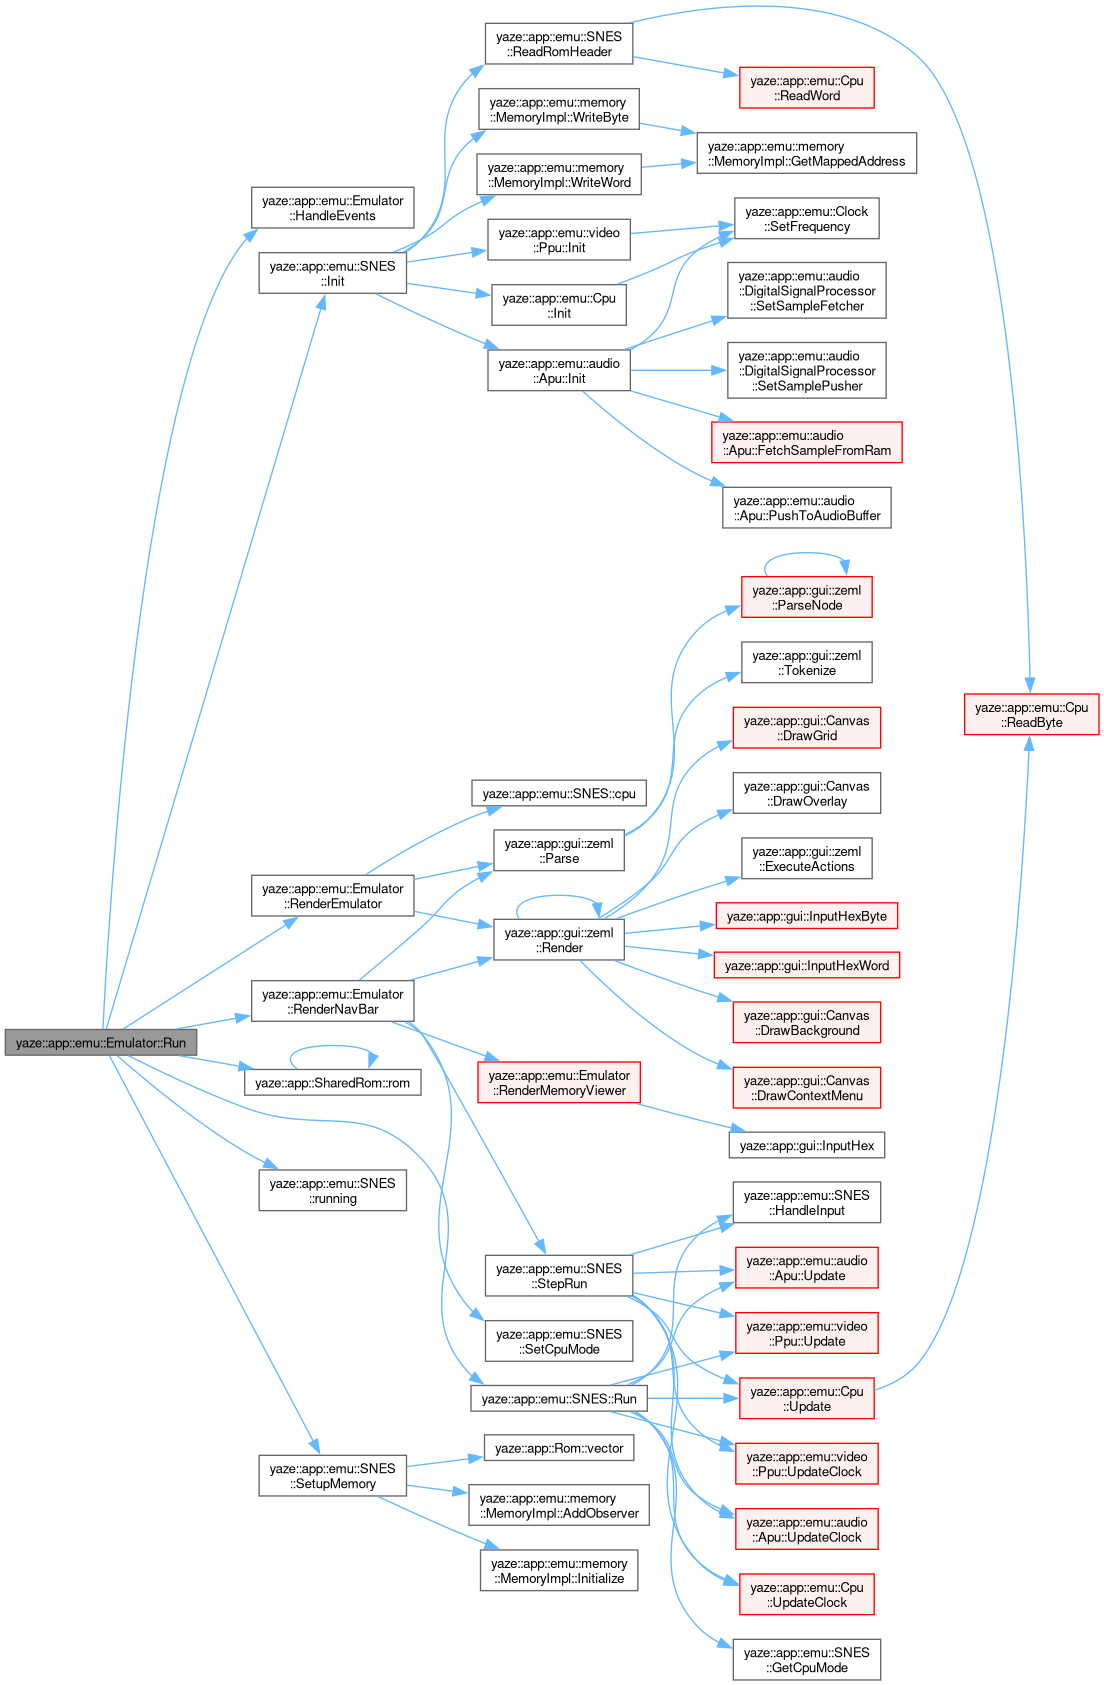 yaze::app::emu::Emulator::Run
yaze::app::emu::Emulator
::HandleEvents
yaze::app::emu::SNES
::Init
yaze::app::emu::SNES
::ReadRomHeader
yaze::app::emu::Cpu
::ReadWord
yaze::app::emu::memory
::MemoryImpl::WriteByte
yaze::app::emu::memory
::MemoryImpl::GetMappedAddress
yaze::app::emu::memory
::MemoryImpl::WriteWord
yaze::app::emu::video
::Ppu::Init
yaze::app::emu::Clock
::SetFrequency
yaze::app::emu::Cpu
::Init
yaze::app::emu::audio
::DigitalSignalProcessor
::SetSampleFetcher
yaze::app::emu::audio
::Apu::Init
yaze::app::emu::audio
::DigitalSignalProcessor
::SetSamplePusher
yaze::app::emu::audio
::Apu::FetchSampleFromRam
yaze::app::emu::audio
::Apu::PushToAudioBuffer
yaze::app::gui::zeml
::ParseNode
yaze::app::gui::zeml
::Tokenize
yaze::app::emu::Cpu
::ReadByte
yaze::app::gui::Canvas
::DrawGrid
yaze::app::emu::SNES::cpu
yaze::app::gui::Canvas
::DrawOverlay
yaze::app::gui::zeml
::Parse
yaze::app::gui::zeml
::ExecuteActions
yaze::app::emu::Emulator
::RenderEmulator
yaze::app::gui::zeml
::Render
yaze::app::gui::InputHexByte
yaze::app::gui::InputHexWord
yaze::app::emu::Emulator
::RenderNavBar
yaze::app::gui::Canvas
::DrawBackground
yaze::app::SharedRom::rom
yaze::app::emu::Emulator
::RenderMemoryViewer
yaze::app::gui::Canvas
::DrawContextMenu
yaze::app::gui::InputHex
yaze::app::emu::SNES
::running
yaze::app::emu::SNES
::HandleInput
yaze::app::emu::SNES
::StepRun
yaze::app::emu::audio
::Apu::Update
yaze::app::emu::SNES
::SetCpuMode
yaze::app::emu::video
::Ppu::Update
yaze::app::emu::SNES::Run
yaze::app::emu::Cpu
::Update
yaze::app::Rom::vector
yaze::app::emu::video
::Ppu::UpdateClock
yaze::app::emu::SNES
::SetupMemory
yaze::app::emu::memory
::MemoryImpl::AddObserver
yaze::app::emu::audio
::Apu::UpdateClock
yaze::app::emu::memory
::MemoryImpl::Initialize
yaze::app::emu::Cpu
::UpdateClock
yaze::app::emu::SNES
::GetCpuMode